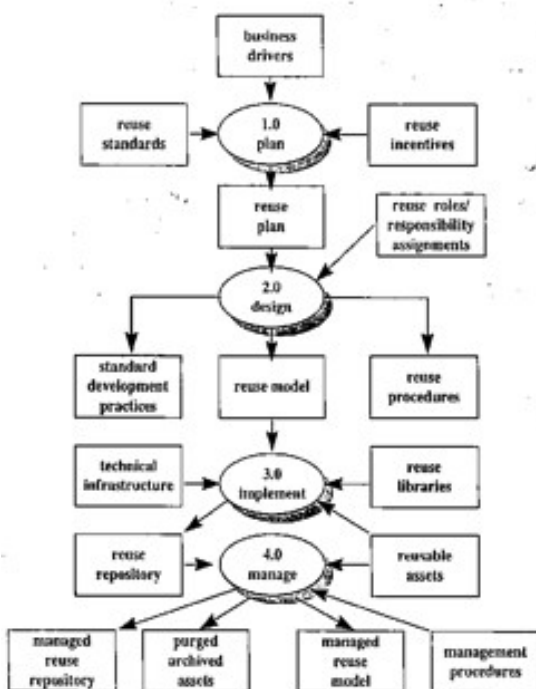 business
drivers
reuse
standards
1.0
plan
reuse
incentives
reuse
plan
reuse roles/
responsibility
assignments
2.0
design
standard
development
practices
reuse model
reuse
procedures
technical
infrastructure
3.0
implement
reuse
libraries
reuse
repository
4.0
manage
reusable
assets
managed
reuse
repository
purged
archived
assets
managed
reuse
model
management
procedures